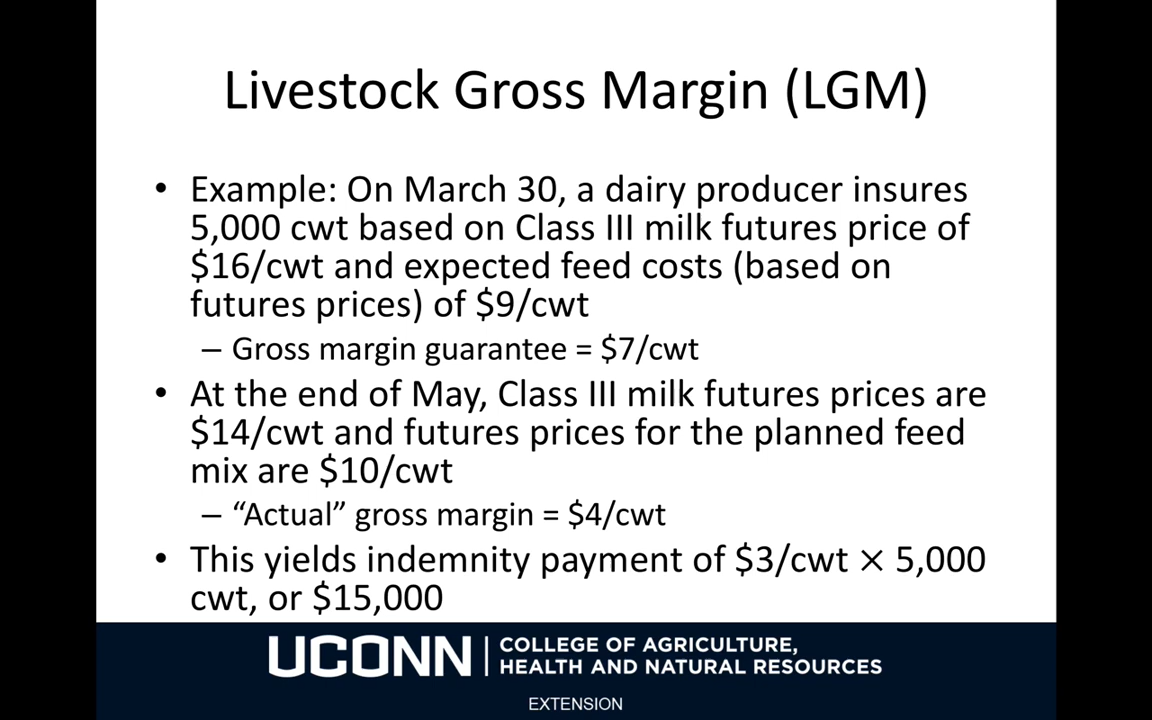 Livestock Gross Margin (LGM)
• Example: On March 30, a dairy producer insures
5,000 cwt based on Class III milk futures price of
$16/cwt and expected feed costs (based on
futures prices) of $9/cwt
– Gross margin guarantee = $7/cwt
• At the end of May, Class III milk futures prices are
$14/cwt and futures prices for the planned feed
mix are $10/cwt
– “Actual” gross margin = $4/cwt
• This yields indemnity payment of $3/cwt × 5,000
cwt, or $15,000
UCONN | COLLEGE OF AGRICULTURE,
HEALTH AND NATURAL RESOURCES
EXTENSION